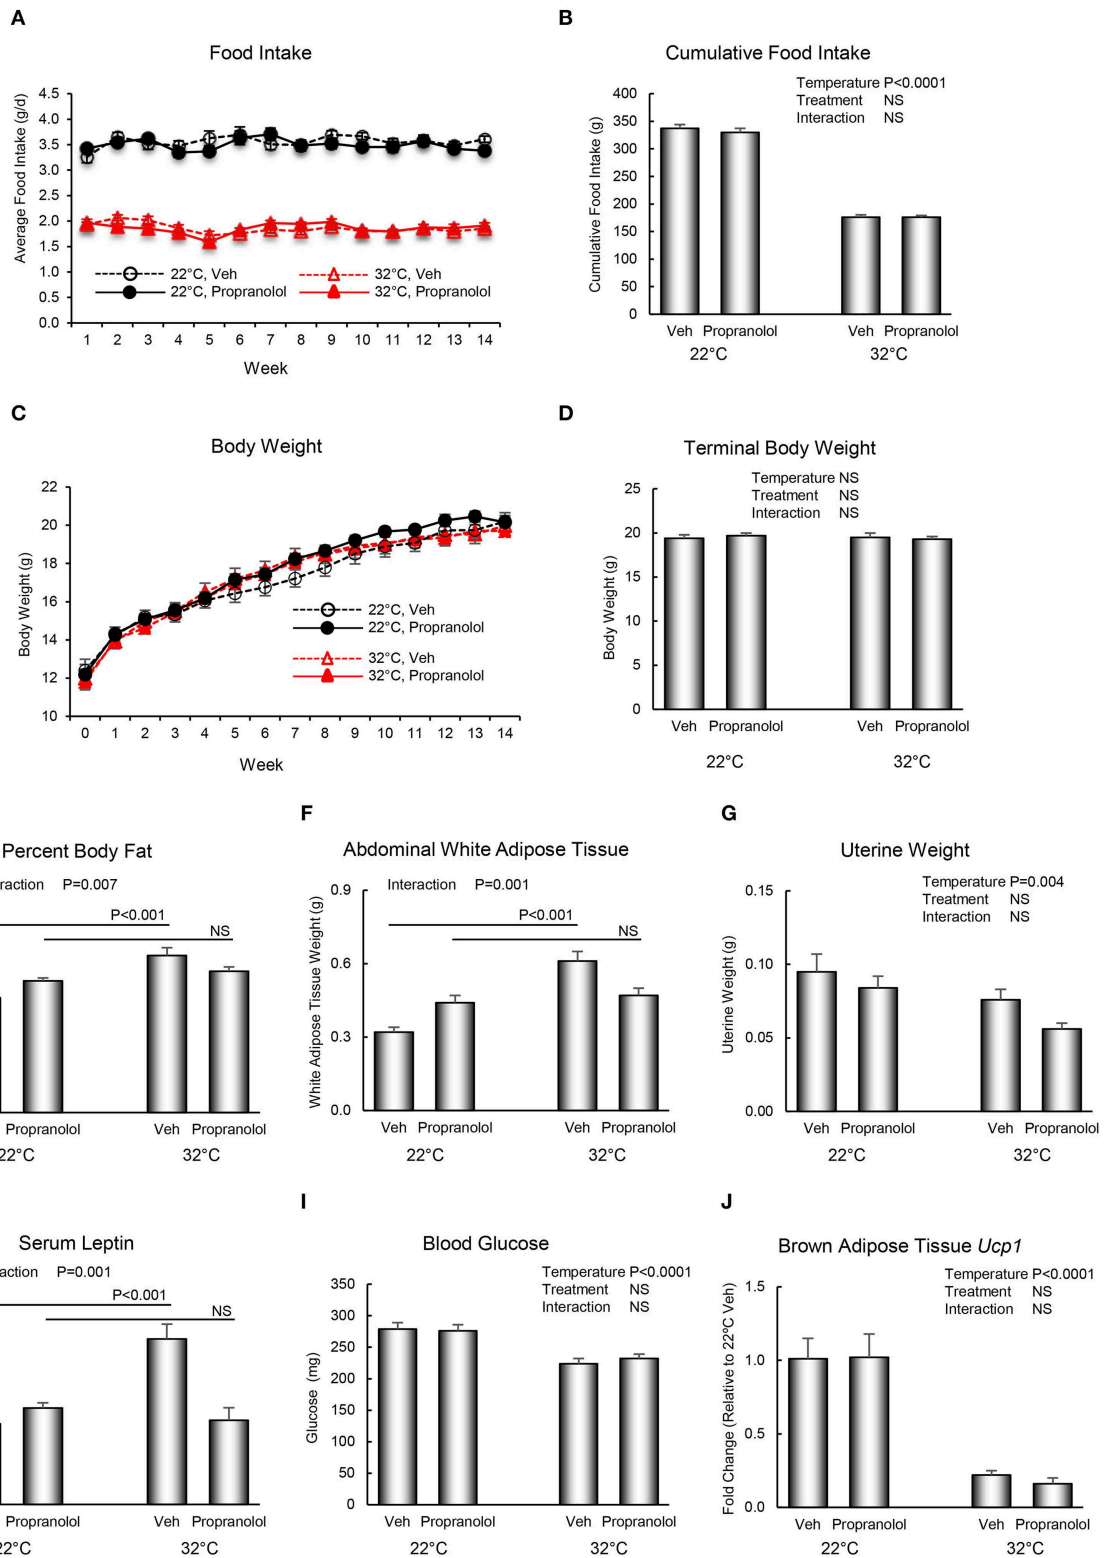 A
Food Intake
Average Food Intake (g/d)
4.5
4.0
3.5
3.0
2.5
2.0
1.5
1.0
0.5
0.0
22°C, Veh
32°C, Veh
22°C, Propranolol
32°C, Propranolol
1 2 3 4 5 6 7 8 9 10 11 12 13 14
Week
B
Cumulative Food Intake
Temperature P<0.0001
Treatment NS
Interaction NS
Cumulative Food Intake (g)
400
350
300
250
200
150
100
50
0
Veh Propranolol Veh Propranolol
22°C 32°C
C
Body Weight
Body Weight (g)
22
20
18
16
14
12
10
22°C, Veh
22°C, Propranolol
32°C, Veh
32°C, Propranolol
0 1 2 3 4 5 6 7 8 9 10 11 12 13 14
Week
D
Terminal Body Weight
Temperature NS
Treatment NS
Interaction NS
Body Weight (g)
25
20
15
10
5
0
Veh Propranolol Veh Propranolol
22°C 32°C
Percent Body Fat
raction P=0.007
P<0.001
NS
Propranolol Veh Propranolol
22°C 32°C
F
Abdominal White Adipose Tissue
Interaction P=0.001
P<0.001
NS
White Adipose Tissue Weight (g)
0.9
0.6
0.3
0.0
Veh Propranolol Veh Propranolol
22°C 32°C
G
Uterine Weight
Temperature P=0.004
Treatment NS
Interaction NS
Uterine Weight (g)
0.15
0.10
0.05
0.00
Veh Propranolol Veh Propranolol
22°C 32°C
Serum Leptin
raction P=0.001
P<0.001
NS
Propranolol Veh Propranolol
22°C 32°C
I
Blood Glucose
Temperature P<0.0001
Treatment NS
Interaction NS
Glucose (mg)
350
300
250
200
150
100
50
0
Veh Propranolol Veh Propranolol
22°C 32°C
J
Brown Adipose Tissue Ucp1
Temperature P<0.0001
Treatment NS
Interaction NS
Fold Change (Relative to 22ºC Veh)
1.5
1.0
0.5
0.0
Veh Propranolol Veh Propranolol
22°C 32°C